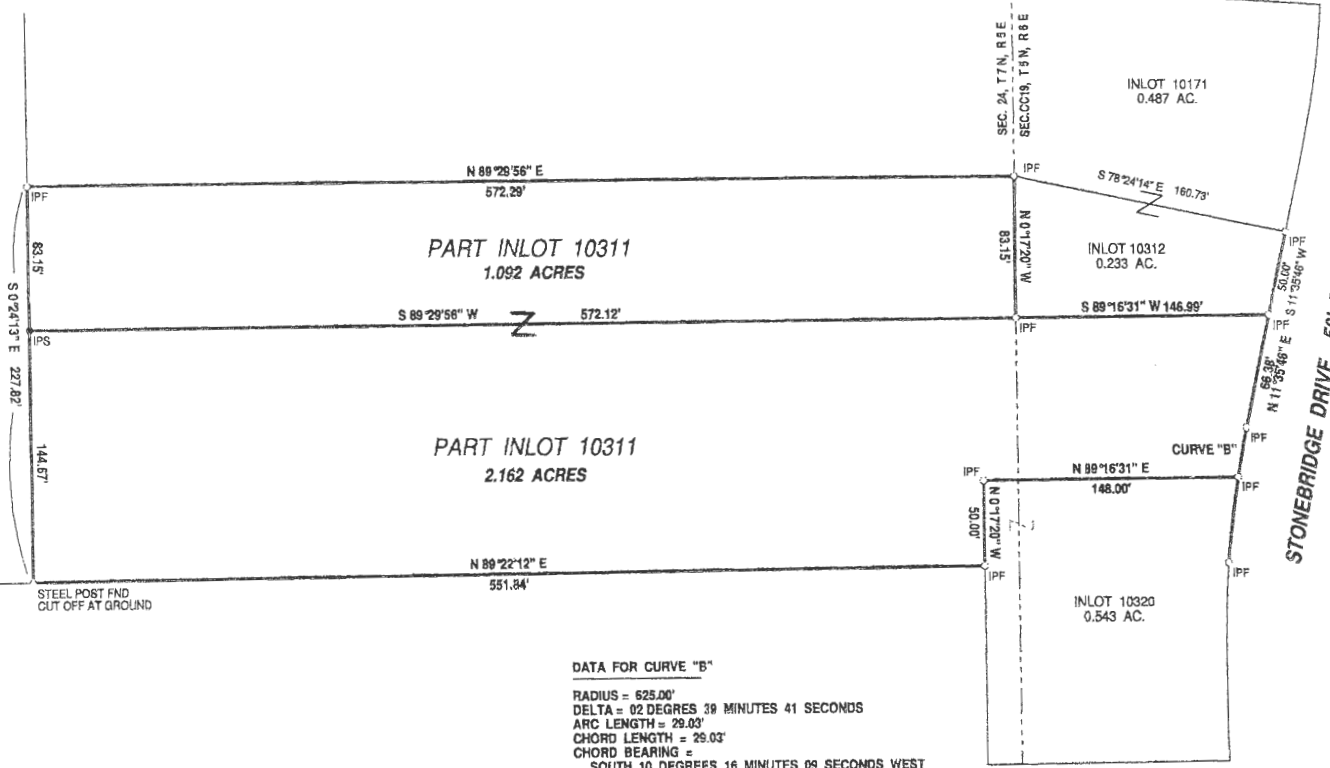 SEC. 24, T7N, R5E
SEC.CC19, T5N, R6E
INLOT 10171
0.487 AC.
N 89°29'56" E
572.29'
IPF
IPF
S 78°24'14" E 160.73'
83.15'
PART INLOT 10311
1.092 ACRES
N 0°17'20" W
83.15'
INLOT 10312
0.233 AC.
IPF
50.00'
S 11°35'46" W
S 0°24'13" E 227.82'
S 89°29'56" W 572.12'
S 89°16'31" W 146.99'
IPS
IPF
IPF
66.38'
N 11°35'46" E
STONEBRIDGE DRIVE
144.67'
PART INLOT 10311
2.162 ACRES
CURVE "B"
IPF
IPF
N 89°16'31" E
148.00'
IPF
N 0°17'20" W
50.00'
N 89°22'12" E
551.84'
IPF
IPF
STEEL POST FND
CUT OFF AT GROUND
INLOT 10320
0.543 AC.
DATA FOR CURVE "B"
RADIUS = 625.00'
DELTA = 02 DEGRES 39 MINUTES 41 SECONDS
ARC LENGTH = 29.03'
CHORD LENGTH = 29.03'
CHORD BEARING =
SOUTH 10 DEGREES 16 MINUTES 09 SECONDS WEST